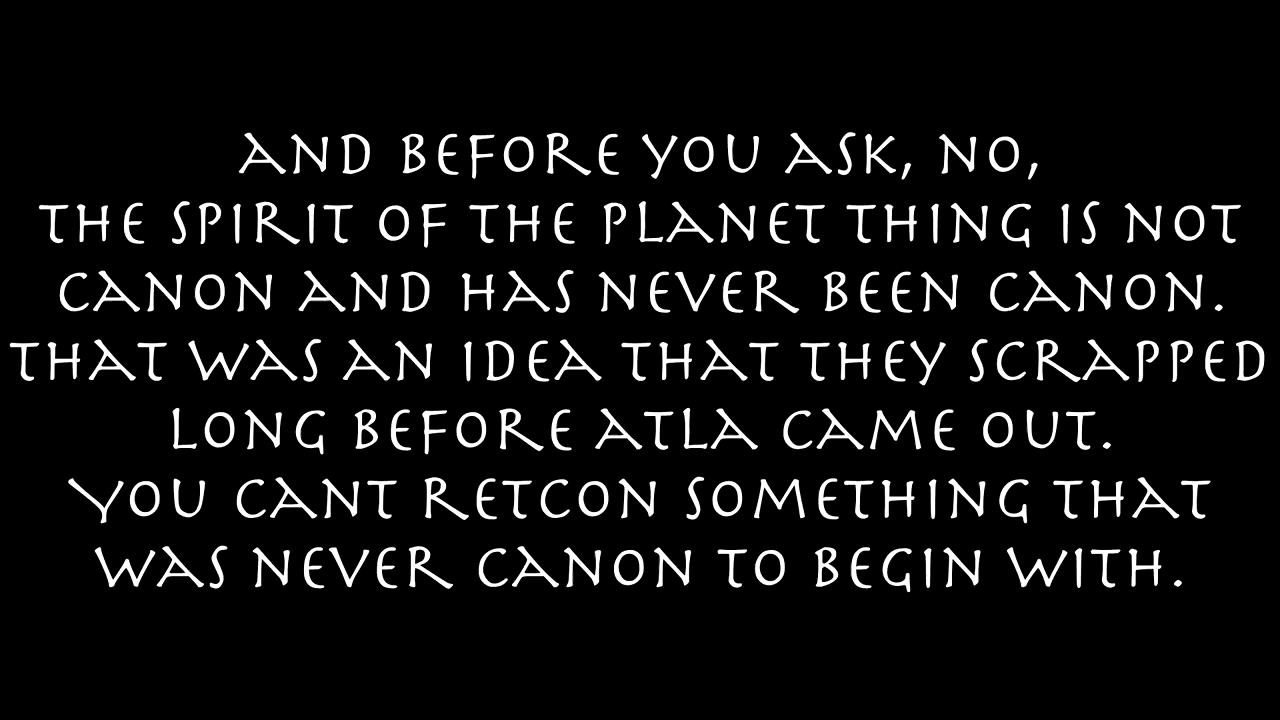 AND BEFORE YOU ASK, NO,
THE SPIRIT OF THE PLANET THING IS NOT
CANON AND HAS NEVER BEEN CANON.
THAT WAS AN IDEA THAT THEY SCRAPPED
LONG BEFORE ATLA CAME OUT.
YOU CANT RETCON SOMETHING THAT
WAS NEVER CANON TO BEGIN WITH.